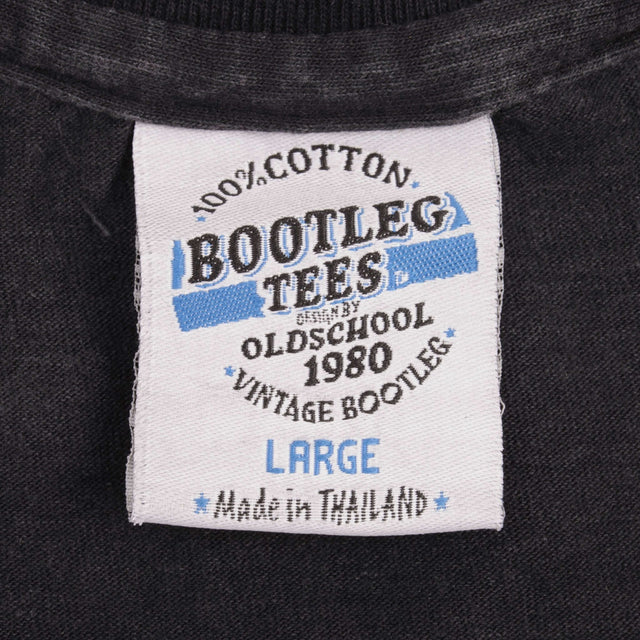 100% COTTON
BOOTLEG
TEES
DESIGN BY
OLDSCHOOL
1980
VINTAGE BOOTLEG
LARGE
Made in THAILAND